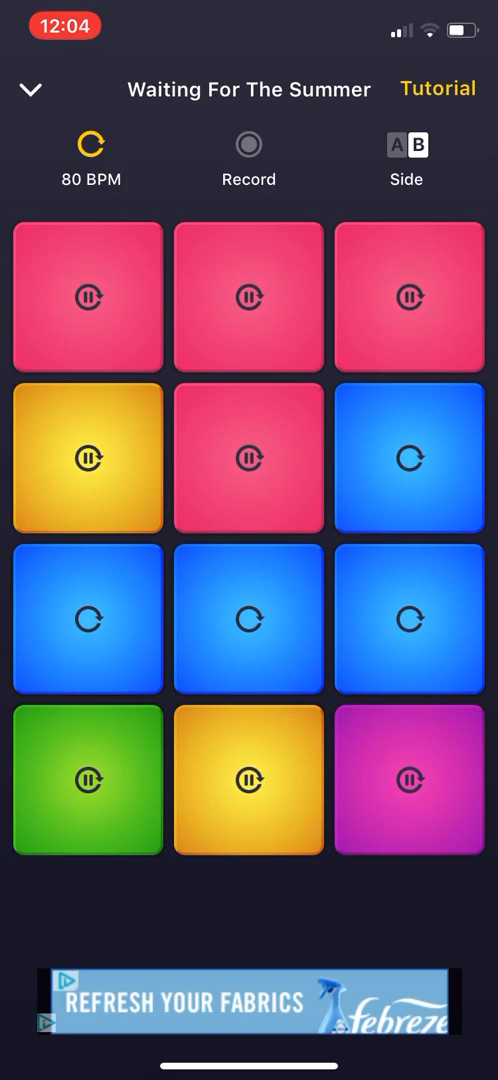 12:04
Waiting For The Summer
Tutorial
A B
80 BPM
Record
Side
REFRESH YOUR FABRICS
febreze